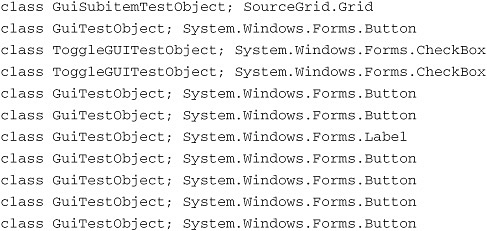 class GuiSubitemTestObject; SourceGrid.Grid
class GuiTestObject; System.Windows.Forms.Button
class ToggleGUITestObject; System.Windows.Forms.CheckBox
class ToggleGUITestObject; System.Windows.Forms.CheckBox
class GuiTestObject; System.Windows.Forms.Button
class GuiTestObject; System.Windows.Forms.Button
class GuiTestObject; System.Windows.Forms.Label
class GuiTestObject; System.Windows.Forms.Button
class GuiTestObject; System.Windows.Forms.Button
class GuiTestObject; System.Windows.Forms.Button
class GuiTestObject; System.Windows.Forms.Button